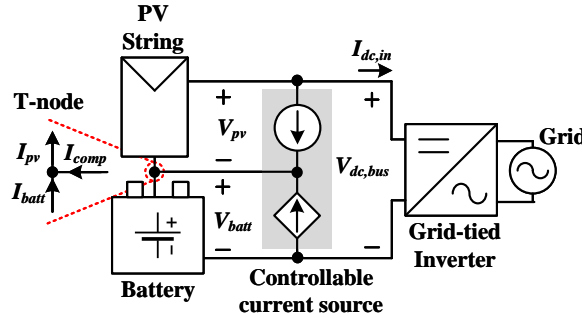 PV
String
I_dc,in
T-node
+
+
V_pv
I_pv
I_comp
I_batt
−
+
V_batt
−
V_dc,bus
−
+
−
Grid
Grid-tied
Inverter
Battery
Controllable
current source